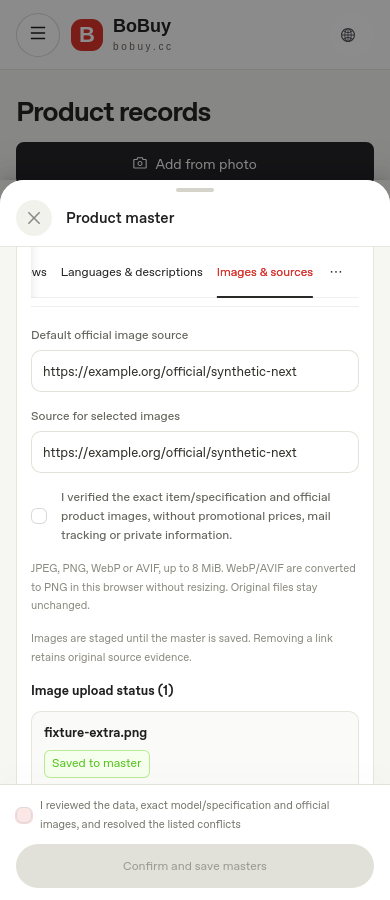 B
BoBuy
bobuy.cc
Product records
Add from photo
Product master
ws Languages & descriptions Images & sources ...
Default official image source
https://example.org/official/synthetic-next
Source for selected images
https://example.org/official/synthetic-next
I verified the exact item/specification and official
product images, without promotional prices, mail
tracking or private information.
JPEG, PNG, WebP or AVIF, up to 8 MiB. WebP/AVIF are converted
to PNG in this browser without resizing. Original files stay
unchanged.
Images are staged until the master is saved. Removing a link
retains original source evidence.
Image upload status (1)
fixture-extra.png
Saved to master
I reviewed the data, exact model/specification and official
images, and resolved the listed conflicts
Confirm and save masters